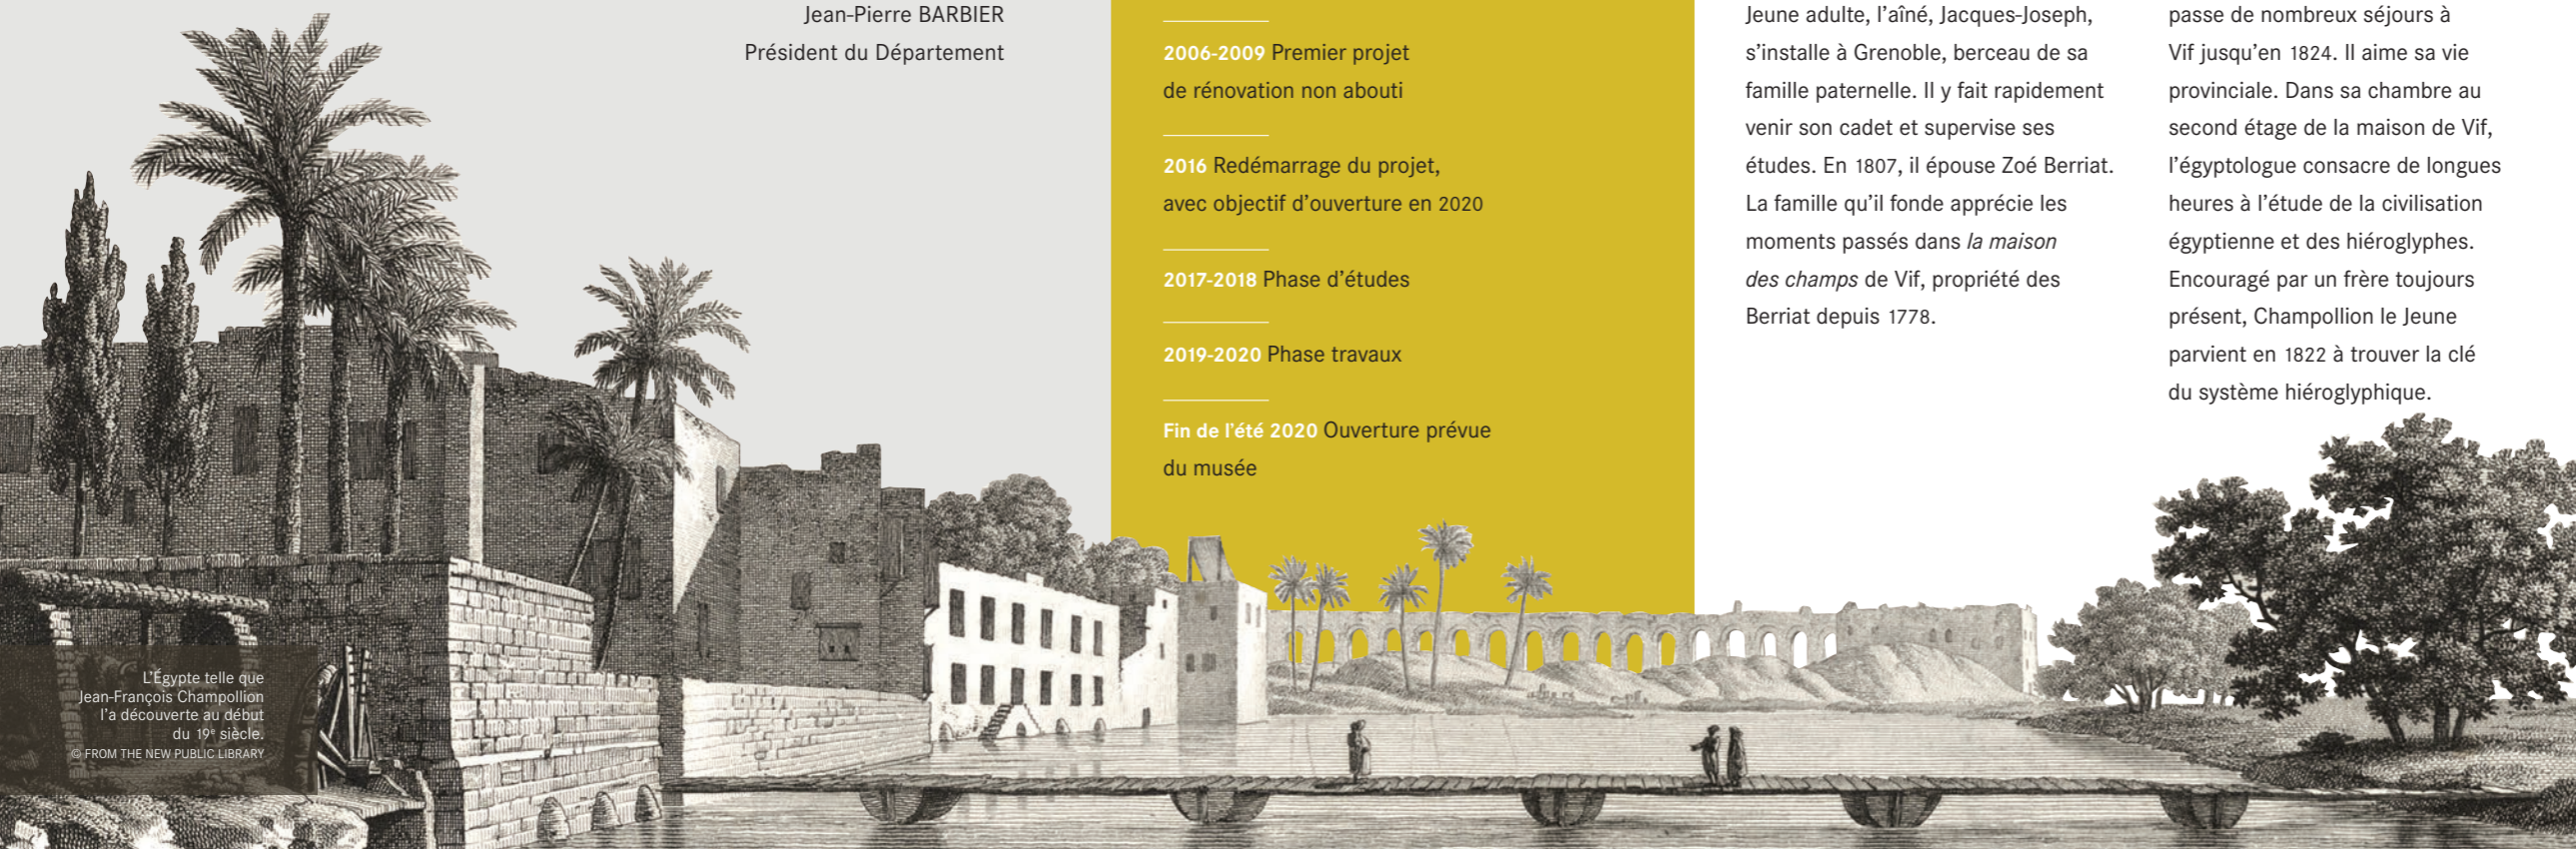 Jean-Pierre BARBIER
Président du Département
2006-2009 Premier projet
de rénovation non abouti
2016 Redémarrage du projet,
avec objectif d’ouverture en 2020
2017-2018 Phase d’études
2019-2020 Phase travaux
Fin de l’été 2020 Ouverture prévue
du musée
Jeune adulte, l’aîné, Jacques-Joseph,
s’installe à Grenoble, berceau de sa
famille paternelle. Il y fait rapidement
venir son cadet et supervise ses
études. En 1807, il épouse Zoé Berriat.
La famille qu’il fonde apprécie les
moments passés dans la maison
des champs de Vif, propriété des
Berriat depuis 1778.
passe de nombreux séjours à
Vif jusqu’en 1824. Il aime sa vie
provinciale. Dans sa chambre au
second étage de la maison de Vif,
l’égyptologue consacre de longues
heures à l’étude de la civilisation
égyptienne et des hiéroglyphes.
Encouragé par un frère toujours
présent, Champollion le Jeune
parvient en 1822 à trouver la clé
du système hiéroglyphique.
L’Égypte telle que
Jean-François Champollion
l’a découverte au début
du 19e siècle.
© FROM THE NEW PUBLIC LIBRARY